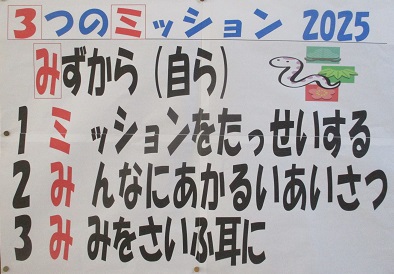 3つのミッション 2025
みずから(自ら)
1 ミッションをたっせいする
2 みんなにあかるいあいさつ
3 みみをさいふ耳に